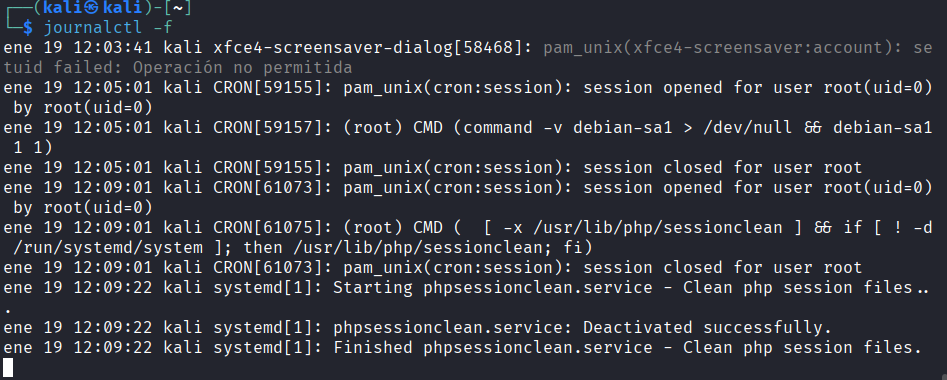 ┌──(kali㉿kali)-[~]
└─$ journalctl -f
ene 19 12:03:41 kali xfce4-screensaver-dialog[58468]: pam_unix(xfce4-screensaver:account): se
tuid failed: Operación no permitida
ene 19 12:05:01 kali CRON[59155]: pam_unix(cron:session): session opened for user root(uid=0)
 by root(uid=0)
ene 19 12:05:01 kali CRON[59157]: (root) CMD (command -v debian-sa1 > /dev/null && debian-sa1
 1 1)
ene 19 12:05:01 kali CRON[59155]: pam_unix(cron:session): session closed for user root
ene 19 12:09:01 kali CRON[61073]: pam_unix(cron:session): session opened for user root(uid=0)
 by root(uid=0)
ene 19 12:09:01 kali CRON[61075]: (root) CMD (  [ -x /usr/lib/php/sessionclean ] && if [ ! -d
 /run/systemd/system ]; then /usr/lib/php/sessionclean; fi)
ene 19 12:09:01 kali CRON[61073]: pam_unix(cron:session): session closed for user root
ene 19 12:09:22 kali systemd[1]: Starting phpsessionclean.service - Clean php session files..
.
ene 19 12:09:22 kali systemd[1]: phpsessionclean.service: Deactivated successfully.
ene 19 12:09:22 kali systemd[1]: Finished phpsessionclean.service - Clean php session files.